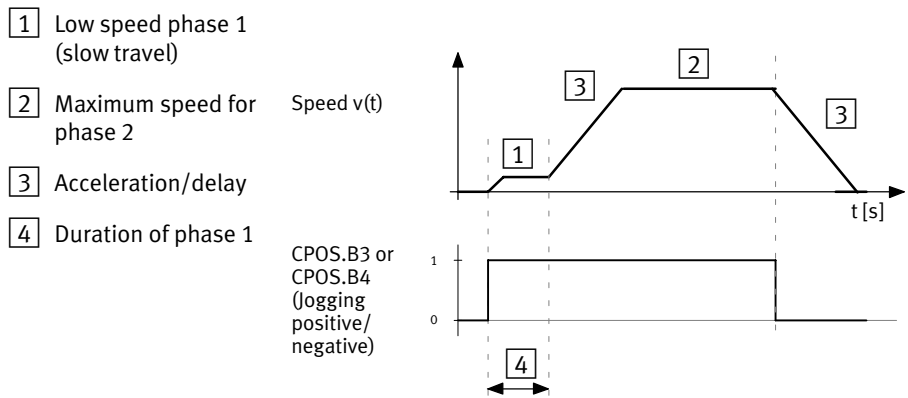 1 Low speed phase 1
(slow travel)
2 Maximum speed for
phase 2
3 Acceleration/delay
4 Duration of phase 1
Speed v(t)
1
3
2
3
t [s]
CPOS.B3 or
CPOS.B4
(Jogging
positive/
negative)
1
0
4